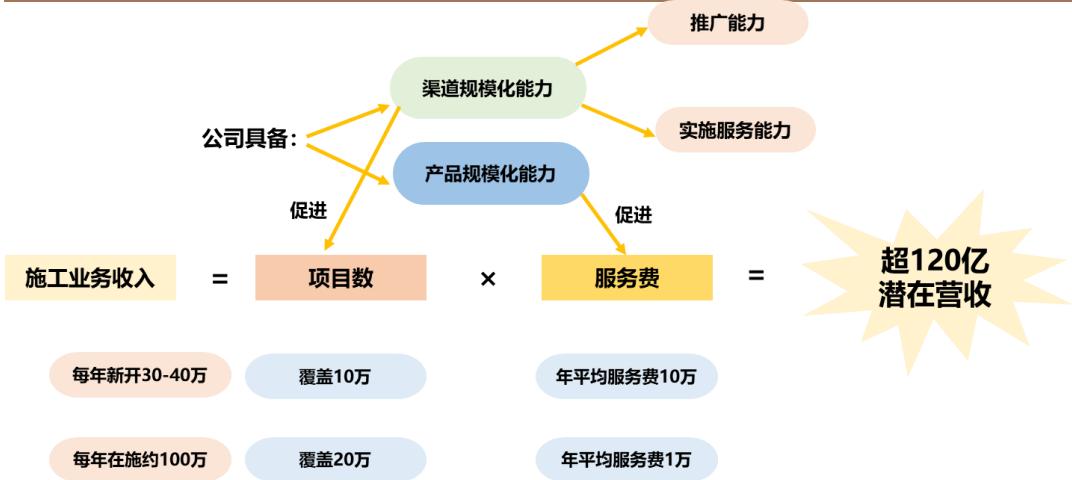 推广能力
渠道规模化能力
实施服务能力
公司具备：
产品规模化能力
促进
促进
施工业务收入
=
项目数
×
服务费
=
超120亿
潜在营收
每年新开30-40万
覆盖10万
年平均服务费10万
每年在施约100万
覆盖20万
年平均服务费1万